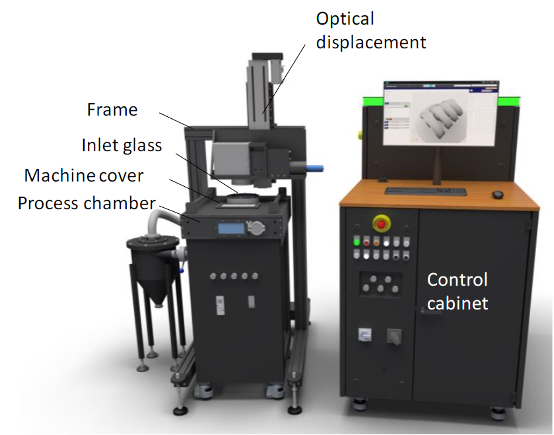 Optical
displacement
Frame
Inlet glass
Machine cover
Process chamber
Control
cabinet